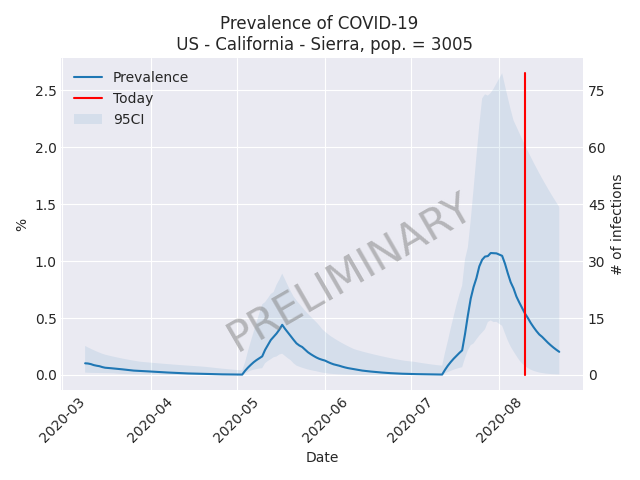 Prevalence of COVID-19
US - California - Sierra, pop. = 3005
Prevalence
Today
95CI
2.5
2.0
1.5
1.0
0.5
0.0
%
75
60
45
30
15
0
# of infections
PRELIMINARY
2020-03
2020-04
2020-05
2020-06
2020-07
2020-08
Date